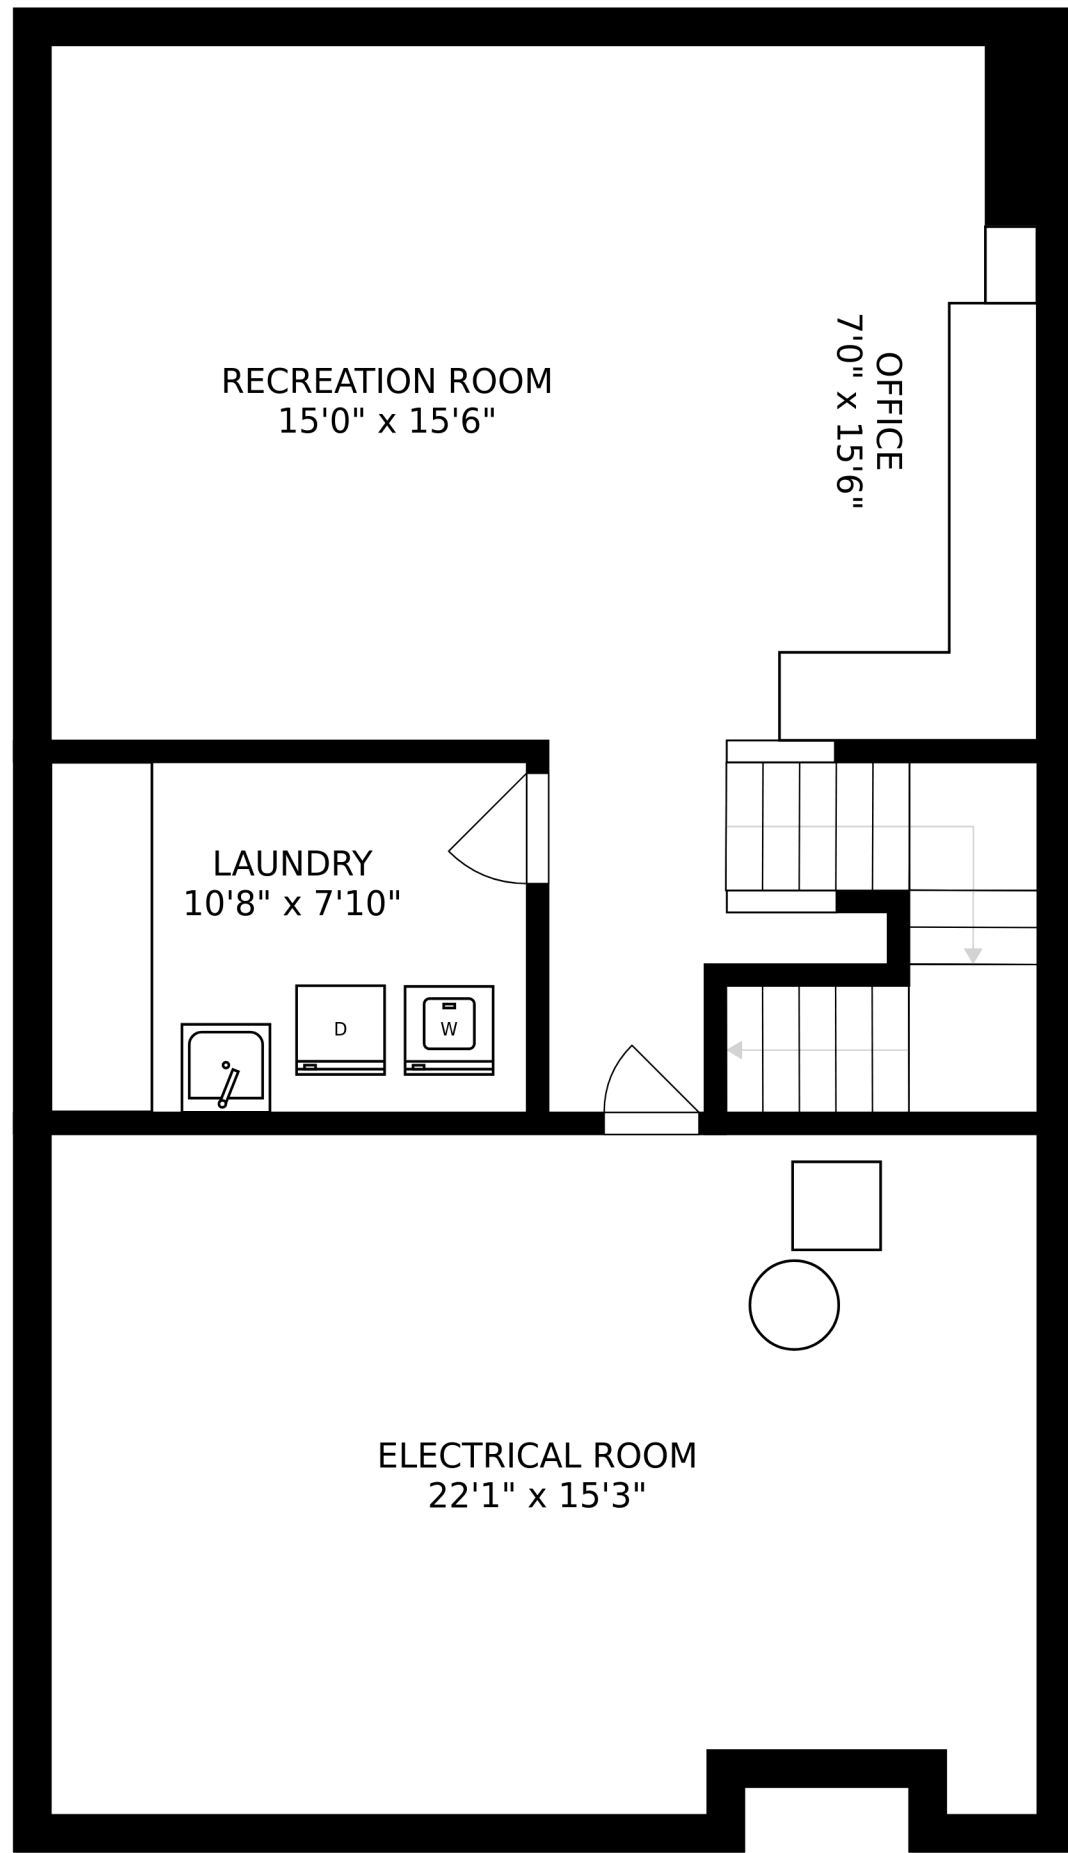 RECREATION ROOM
15'0" x 15'6"
OFFICE
7'0" x 15'6"
LAUNDRY
10'8" x 7'10"
D
W
ELECTRICAL ROOM
22'1" x 15'3"